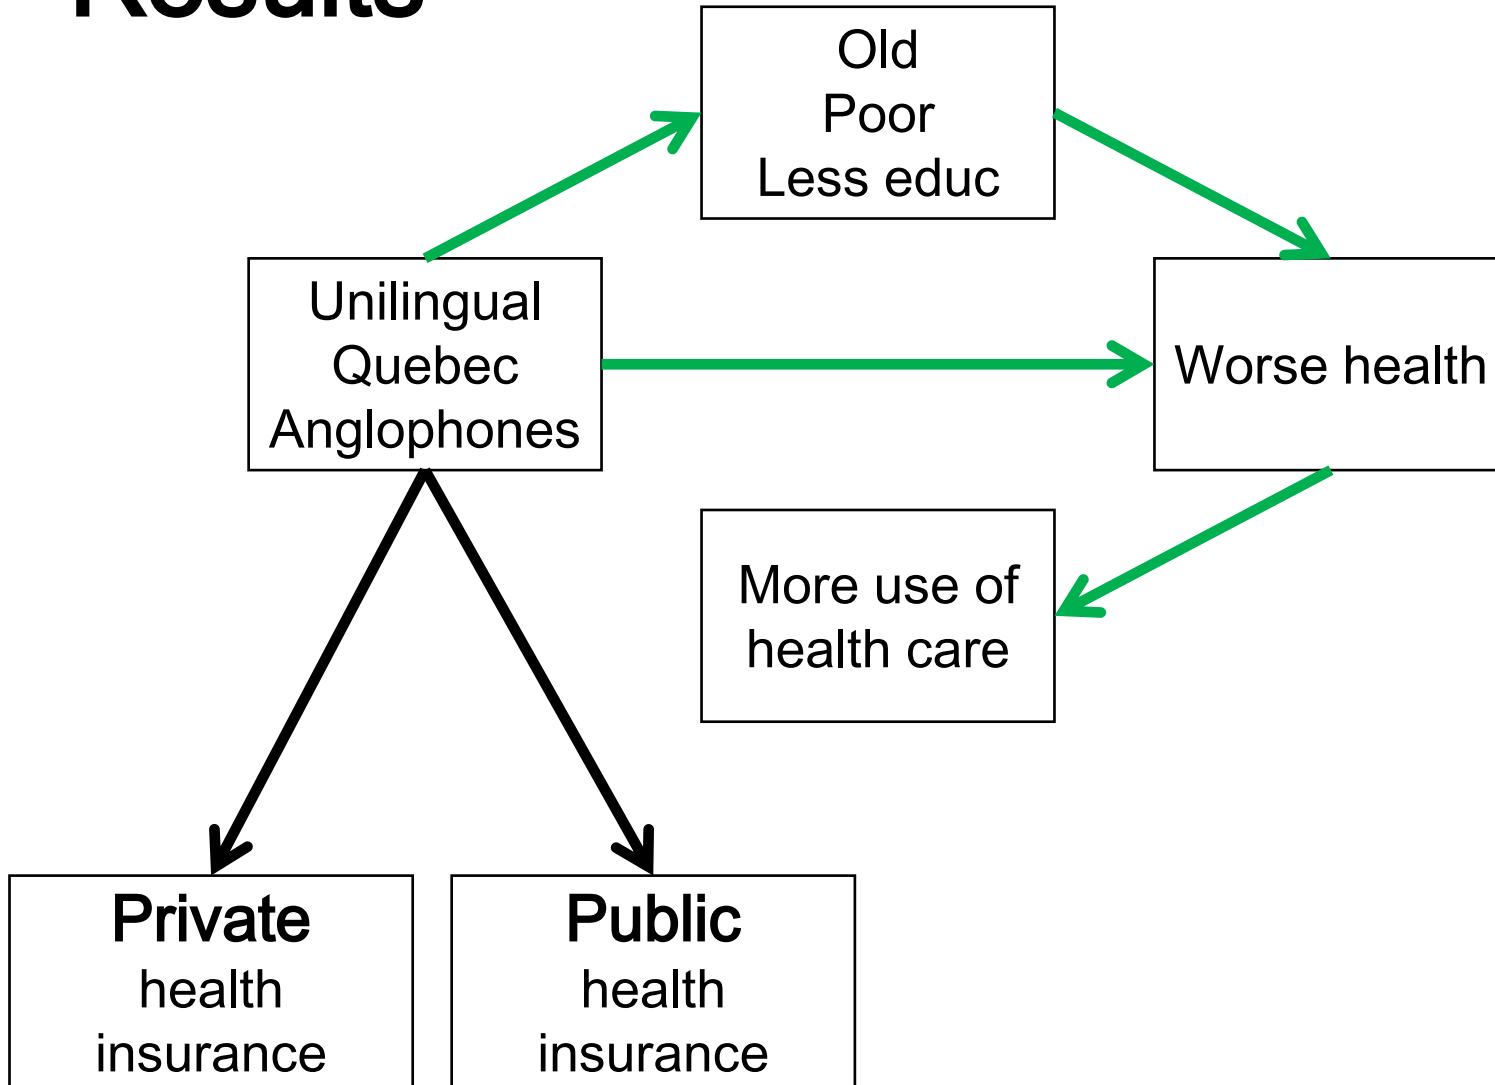 Results
Old
Poor
Less educ
Unilingual
Quebec
Anglophones
Worse health
More use of
health care
Private
health
insurance
Public
health
insurance